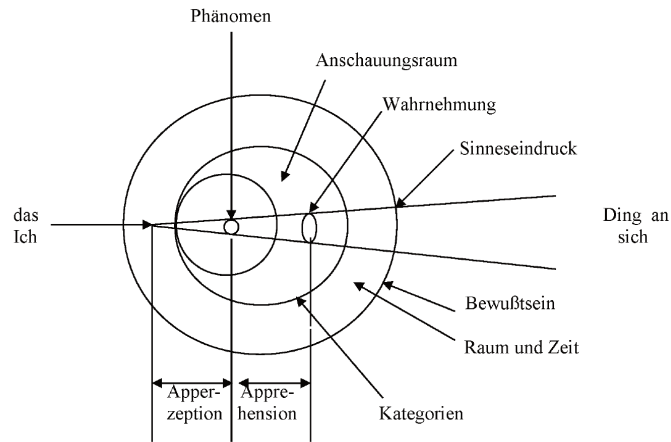 Phänomen
Anschauungsraum
Wahrnehmung
Sinneseindruck
das
Ich
Ding an
sich
Bewußtsein
Raum und Zeit
Apper-
zeption
Appre-
hension
Kategorien